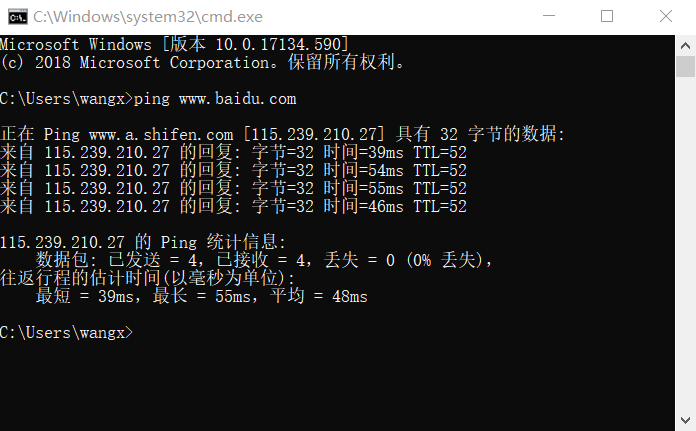 C:\Windows\system32\cmd.exe
Microsoft Windows [版本 10.0.17134.590]
(c) 2018 Microsoft Corporation。保留所有权利。
C:\Users\wangx>ping www.baidu.com
正在 Ping www.a.shifen.com [115.239.210.27] 具有 32 字节的数据:
来自 115.239.210.27 的回复: 字节=32 时间=39ms TTL=52
来自 115.239.210.27 的回复: 字节=32 时间=54ms TTL=52
来自 115.239.210.27 的回复: 字节=32 时间=55ms TTL=52
来自 115.239.210.27 的回复: 字节=32 时间=46ms TTL=52
115.239.210.27 的 Ping 统计信息:
数据包: 已发送 = 4，已接收 = 4，丢失 = 0 (0% 丢失)，
往返行程的估计时间(以毫秒为单位):
最短 = 39ms，最长 = 55ms，平均 = 48ms
C:\Users\wangx>